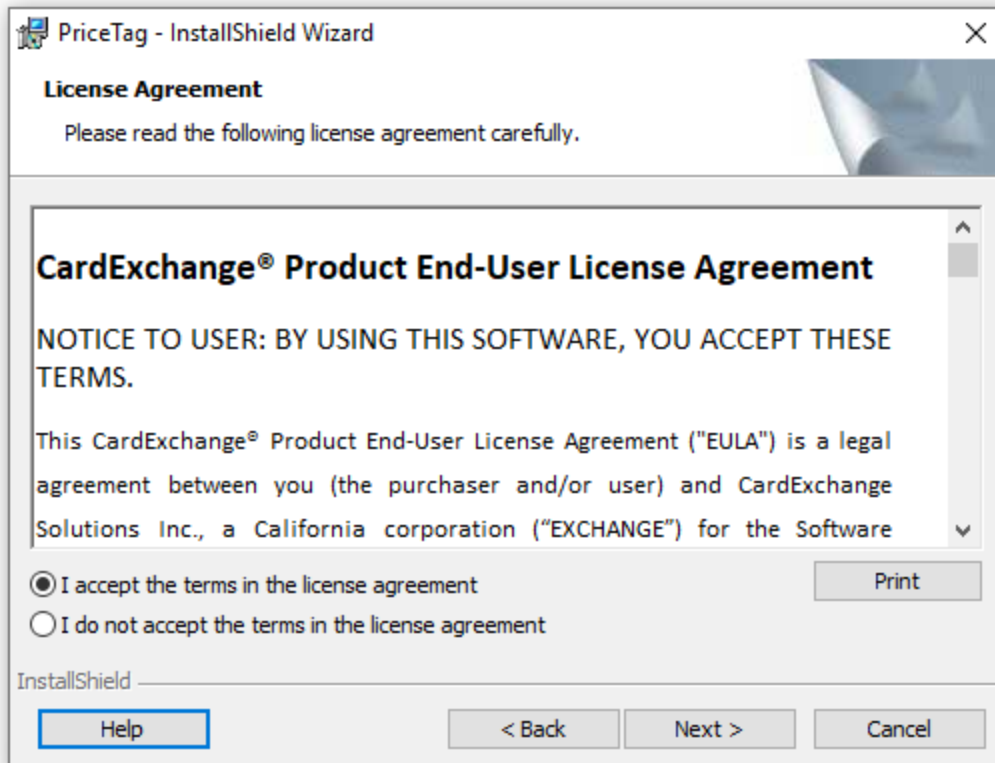 PriceTag - InstallShield Wizard
License Agreement
Please read the following license agreement carefully.
CardExchange® Product End-User License Agreement
NOTICE TO USER: BY USING THIS SOFTWARE, YOU ACCEPT THESE
TERMS.
This CardExchange® Product End-User License Agreement ("EULA") is a legal
agreement between you (the purchaser and/or user) and CardExchange
Solutions Inc., a California corporation (“EXCHANGE”) for the Software
I accept the terms in the license agreement
Print
I do not accept the terms in the license agreement
InstallShield
Help
< Back
Next >
Cancel